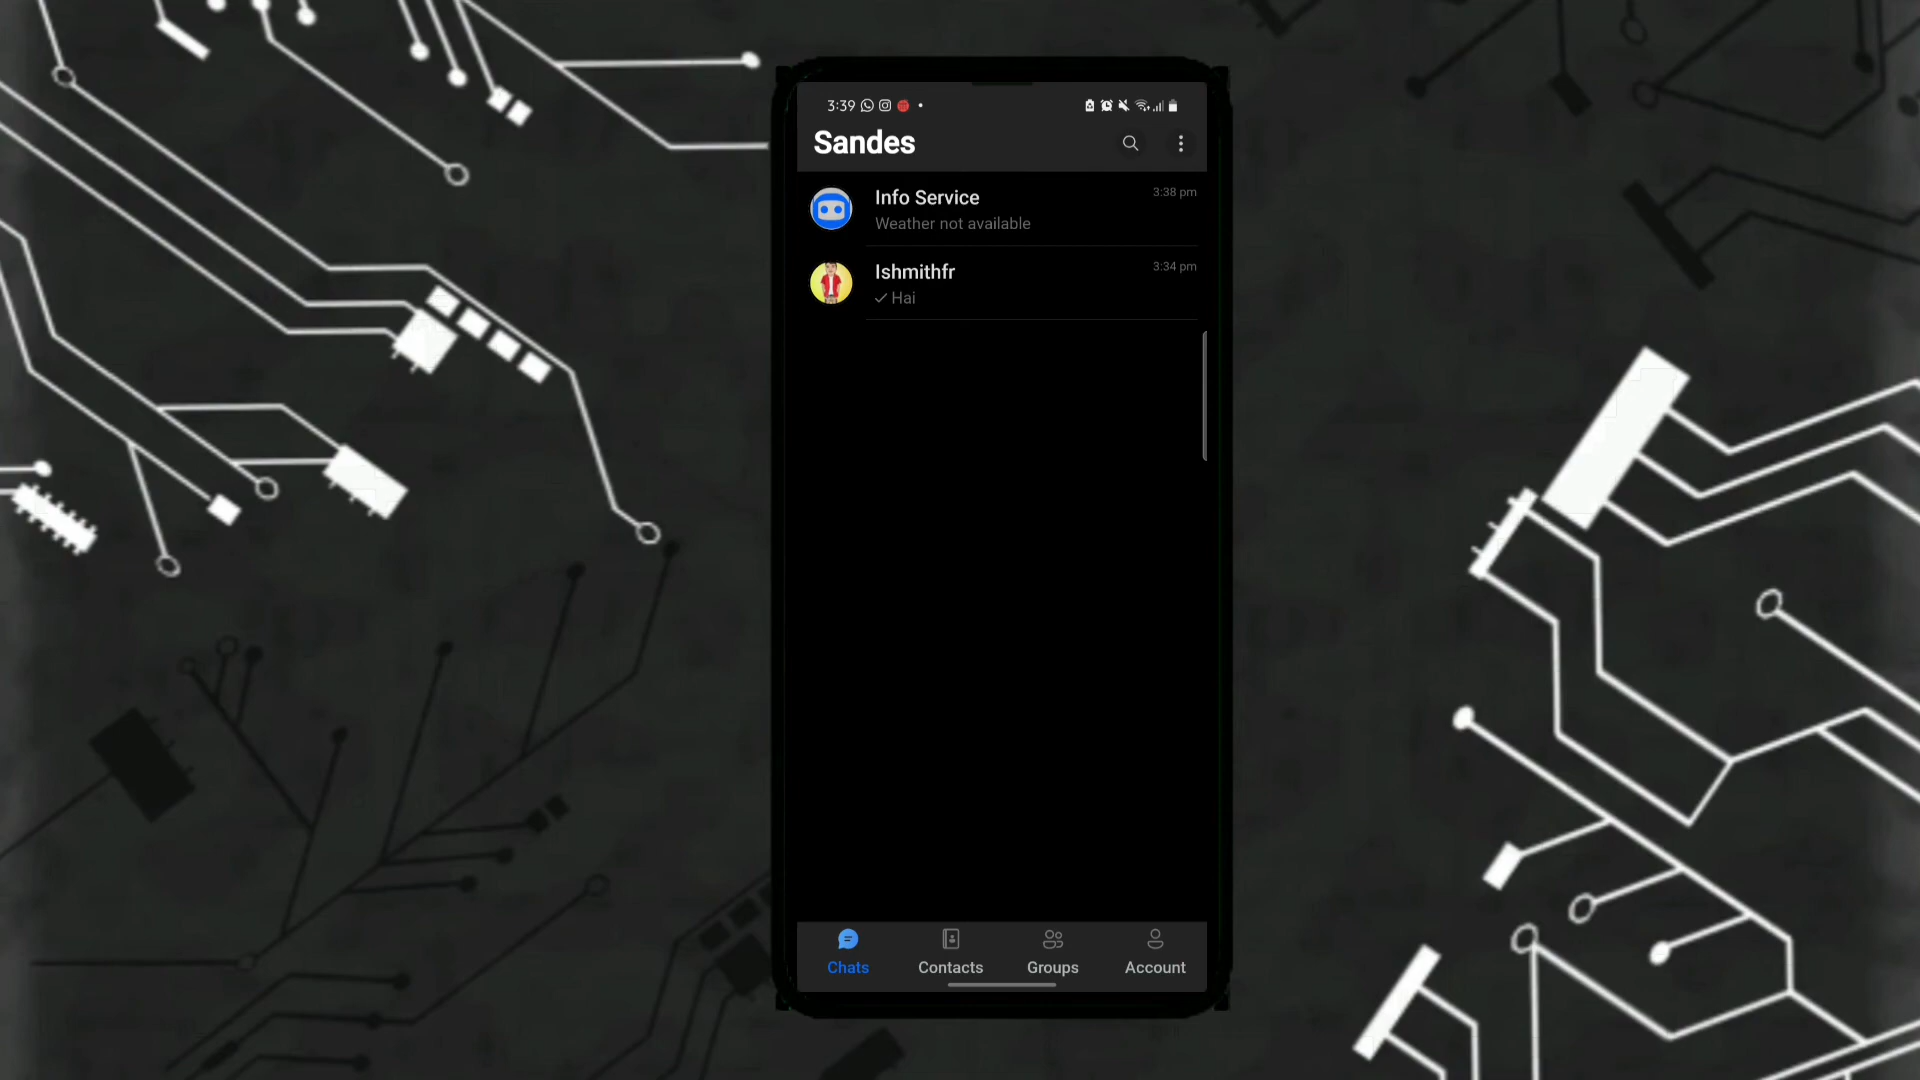 3:39
Sandes
Info Service
3:38 pm
Weather not available
Ishmithfr
3:34 pm
Hai
Chats
Contacts
Groups
Account